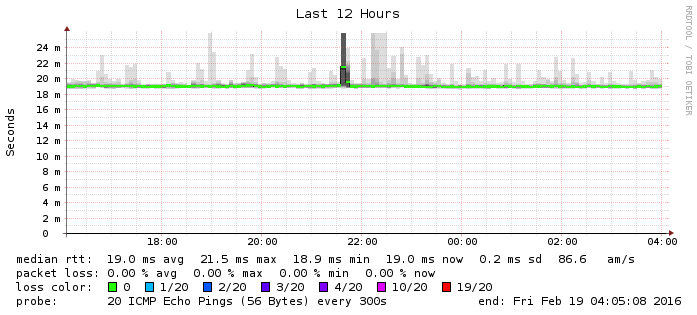 Last 12 Hours
RRDTOOL / TOBI OETIKER
Seconds
24 m
22 m
20 m
18 m
16 m
14 m
12 m
10 m
8 m
6 m
4 m
2 m
0
18:00 20:00 22:00 00:00 02:00 04:00
median rtt: 19.0 ms avg 21.5 ms max 18.9 ms min 19.0 ms now 0.2 ms sd 86.6 am/s
packet loss: 0.00 % avg 0.00 % max 0.00 % min 0.00 % now
loss color: 0 1/20 2/20 3/20 4/20 10/20 19/20
probe: 20 ICMP Echo Pings (56 Bytes) every 300s end: Fri Feb 19 04:05:08 2016